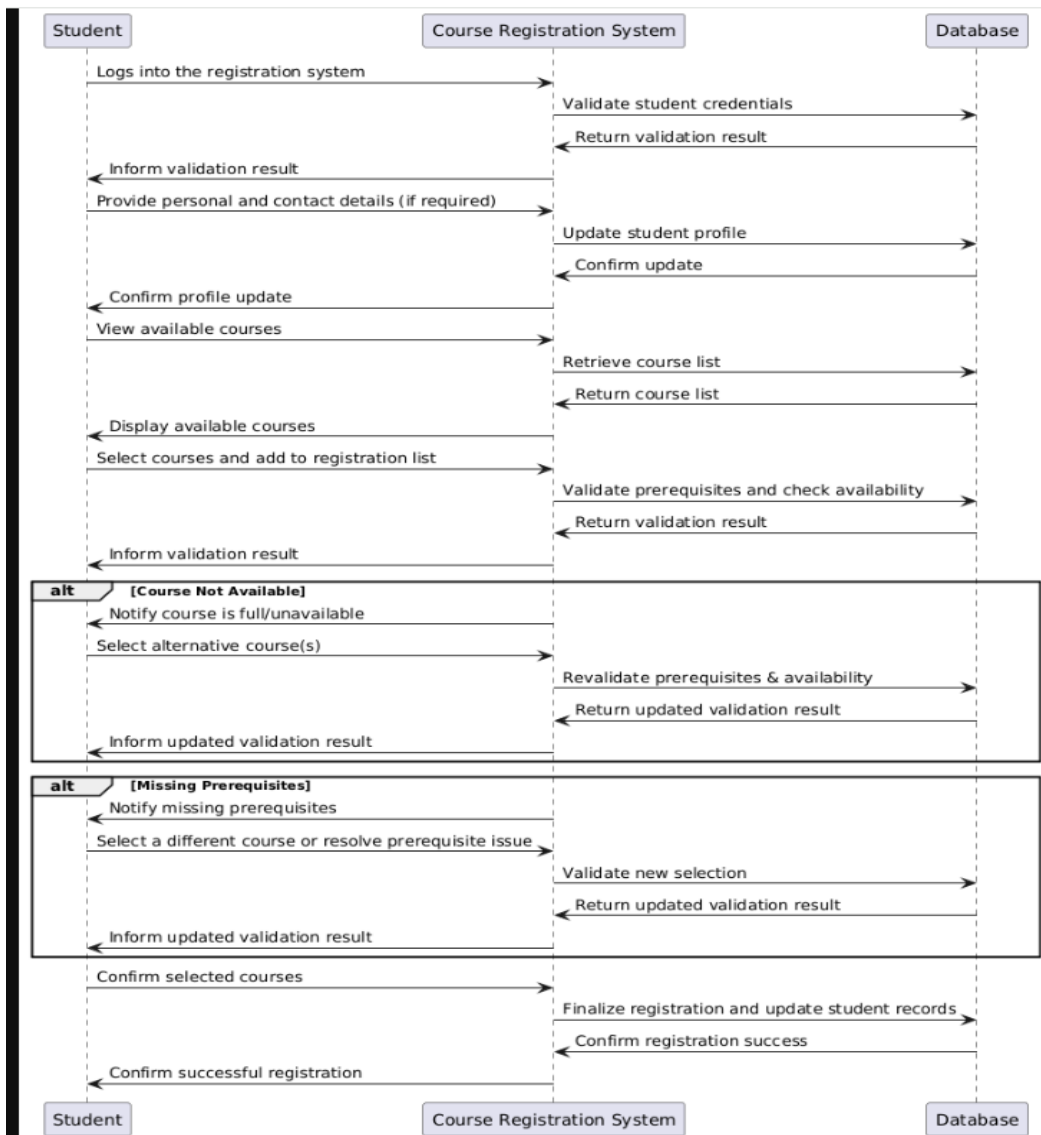 Student Course Registration System Database
Logs into the registration system
Validate student credentials
Return validation result
Inform validation result
Provide personal and contact details (if required)
Update student profile
Confirm update
Confirm profile update
View available courses
Retrieve course list
Return course list
Display available courses
Select courses and add to registration list
Validate prerequisites and check availability
Return validation result
Inform validation result
alt [Course Not Available]
Notify course is full/unavailable
Select alternative course(s)
Revalidate prerequisites & availability
Return updated validation result
Inform updated validation result
alt [Missing Prerequisites]
Notify missing prerequisites
Select a different course or resolve prerequisite issue
Validate new selection
Return updated validation result
Inform updated validation result
Confirm selected courses
Finalize registration and update student records
Confirm registration success
Confirm successful registration
Student Course Registration System Database